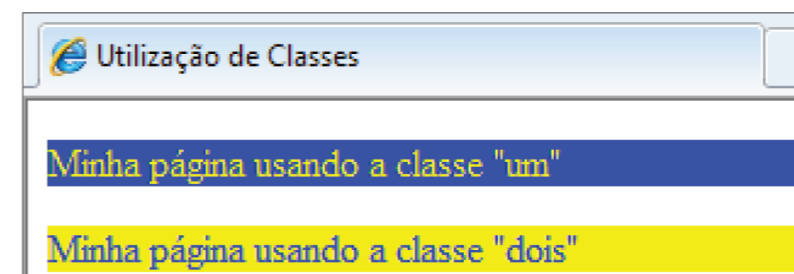 Utilização de Classes
Minha página usando a classe "um"
Minha página usando a classe "dois"